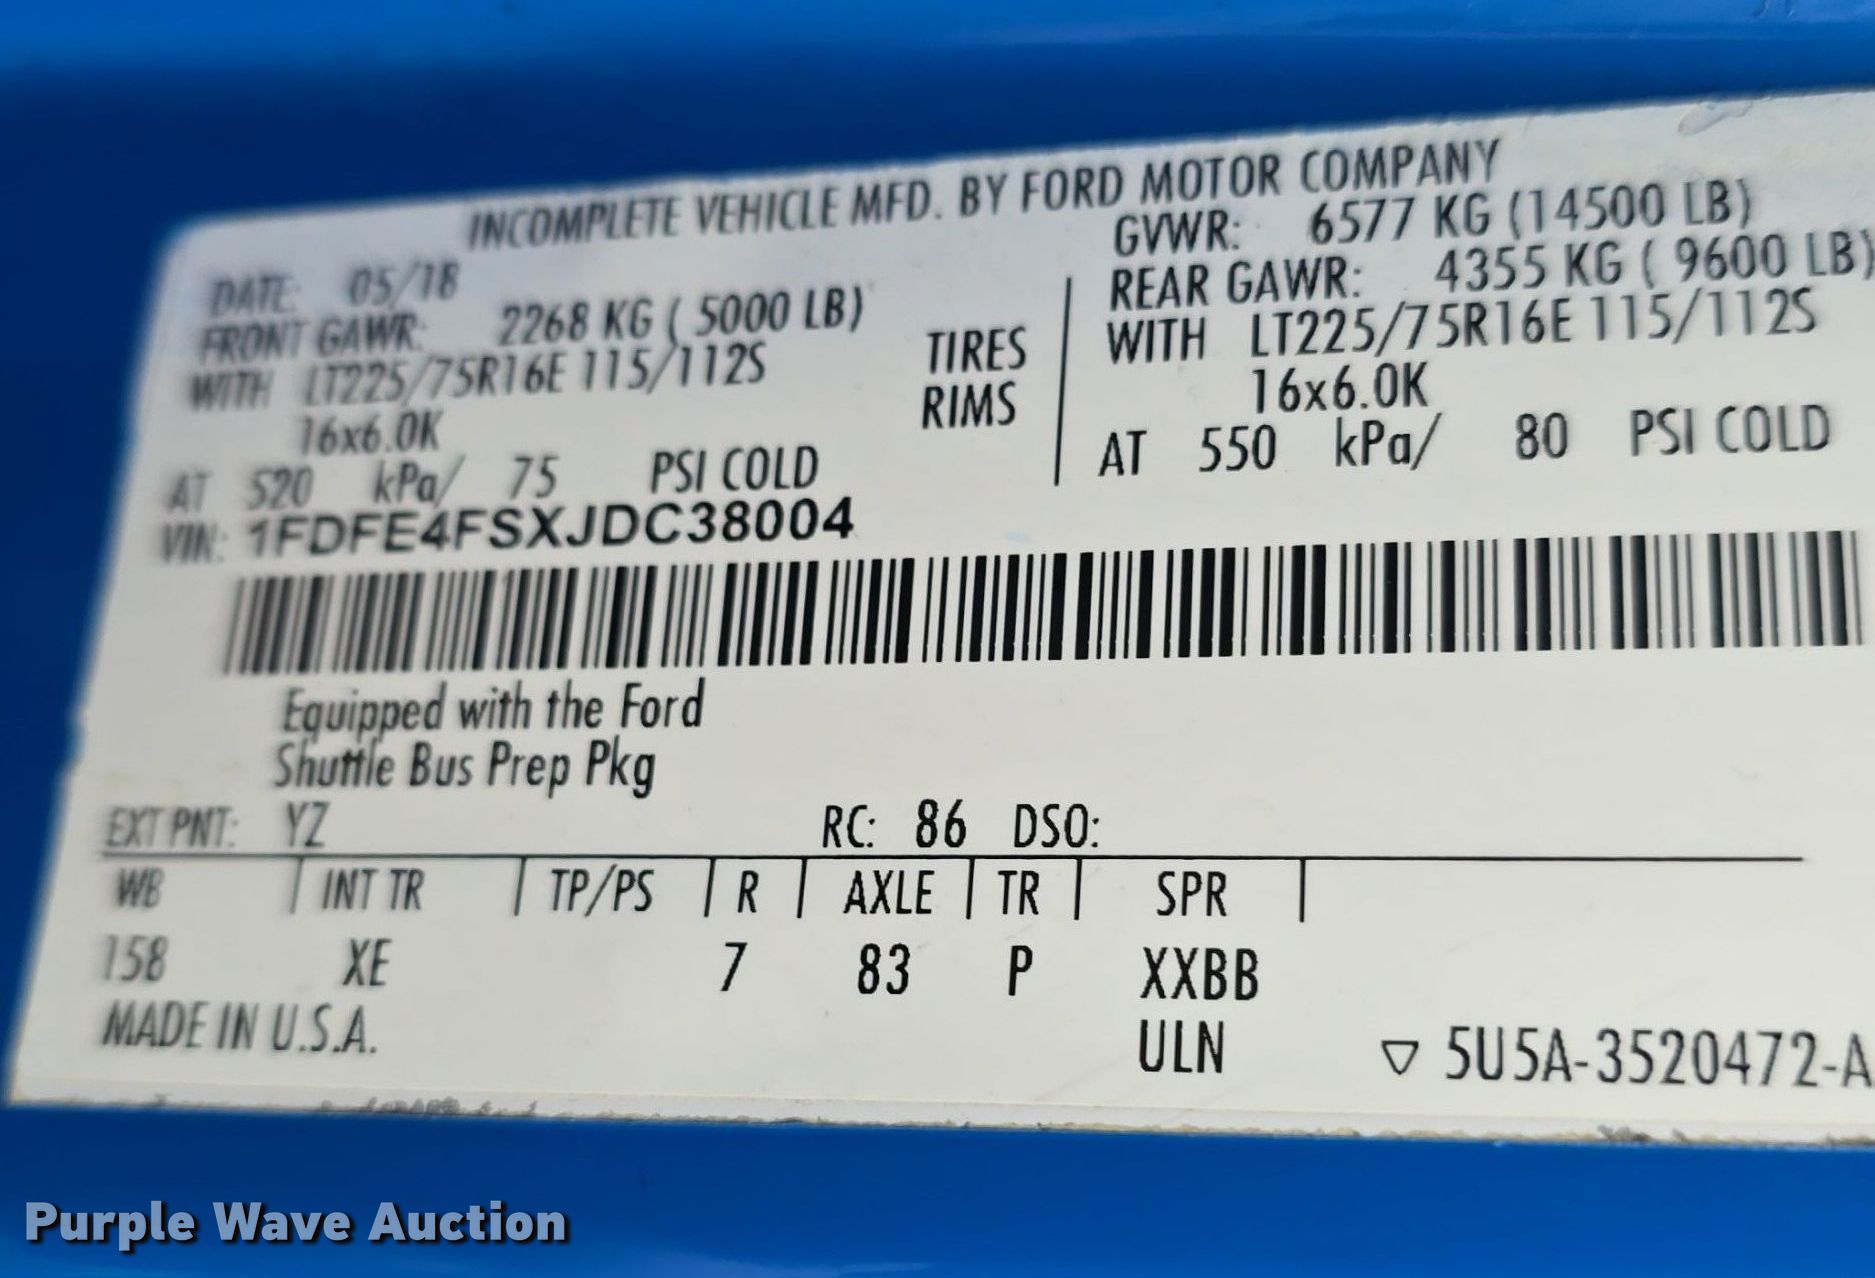 INCOMPLETE VEHICLE MFD. BY FORD MOTOR COMPANY
DATE: 05/18 GVWR: 6577 KG (14500 LB)
FRONT GAWR: 2268 KG ( 5000 LB) REAR GAWR: 4355 KG ( 9600 LB)
WITH LT225/75R16E 115/112S TIRES WITH LT225/75R16E 115/112S
16x6.0K RIMS 16x6.0K
AT 520 kPa/ 75 PSI COLD AT 550 kPa/ 80 PSI COLD
VIN: 1FDFE4FSXJDC38004
Equipped with the Ford
Shuttle Bus Prep Pkg
EXT PNT: YZ RC: 86 DSO:
WB INT TR TP/PS R AXLE TR SPR
158 XE 7 83 P XXBB
MADE IN U.S.A. ULN ▽ 5U5A-3520472-A
Purple Wave Auction